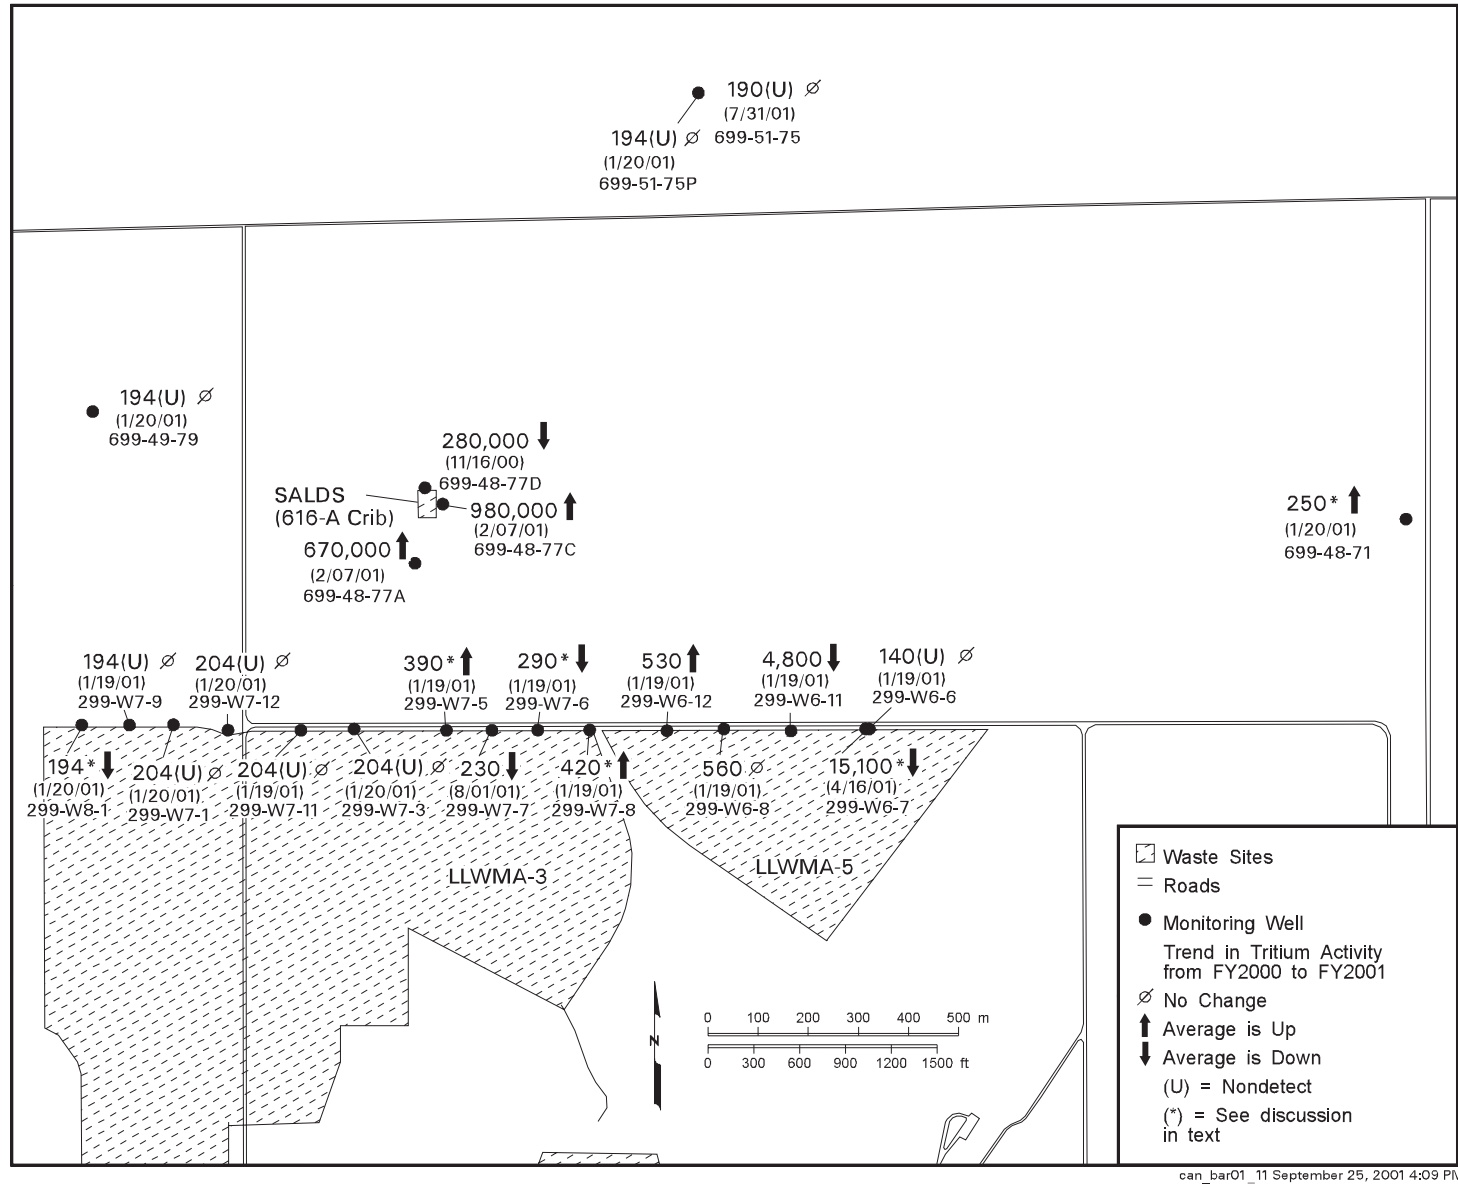 190(U) ∅
(7/31/01)
699-51-75
194(U) ∅
(1/20/01)
699-51-75P
194(U) ∅
(1/20/01)
699-49-79
280,000
(11/16/00)
699-48-77D
SALDS
(616-A Crib)
980,000
(2/07/01)
699-48-77C
670,000
(2/07/01)
699-48-77A
250*
(1/20/01)
699-48-71
194(U) ∅
(1/19/01)
299-W7-9
204(U) ∅
(1/20/01)
299-W7-12
390*
(1/19/01)
299-W7-5
290*
(1/19/01)
299-W7-6
530
(1/19/01)
299-W6-12
4,800
(1/19/01)
299-W6-11
140(U) ∅
(1/19/01)
299-W6-6
194*
(1/20/01)
299-W8-1
204(U) ∅
(1/20/01)
299-W7-1
204(U) ∅
(1/19/01)
299-W7-11
204(U) ∅
(1/20/01)
299-W7-3
230
(8/01/01)
299-W7-7
420*
(1/19/01)
299-W7-8
560 ∅
(1/19/01)
299-W6-8
15,100*
(4/16/01)
299-W6-7
LLWMA-3
LLWMA-5
N
0 100 200 300 400 500 m
0 300 600 900 1200 1500 ft
Waste Sites
Roads
Monitoring Well
Trend in Tritium Activity
from FY2000 to FY2001
∅ No Change
Average is Up
Average is Down
(U) = Nondetect
(*) = See discussion
in text
can_bar01_11 September 25, 2001 4:09 PM